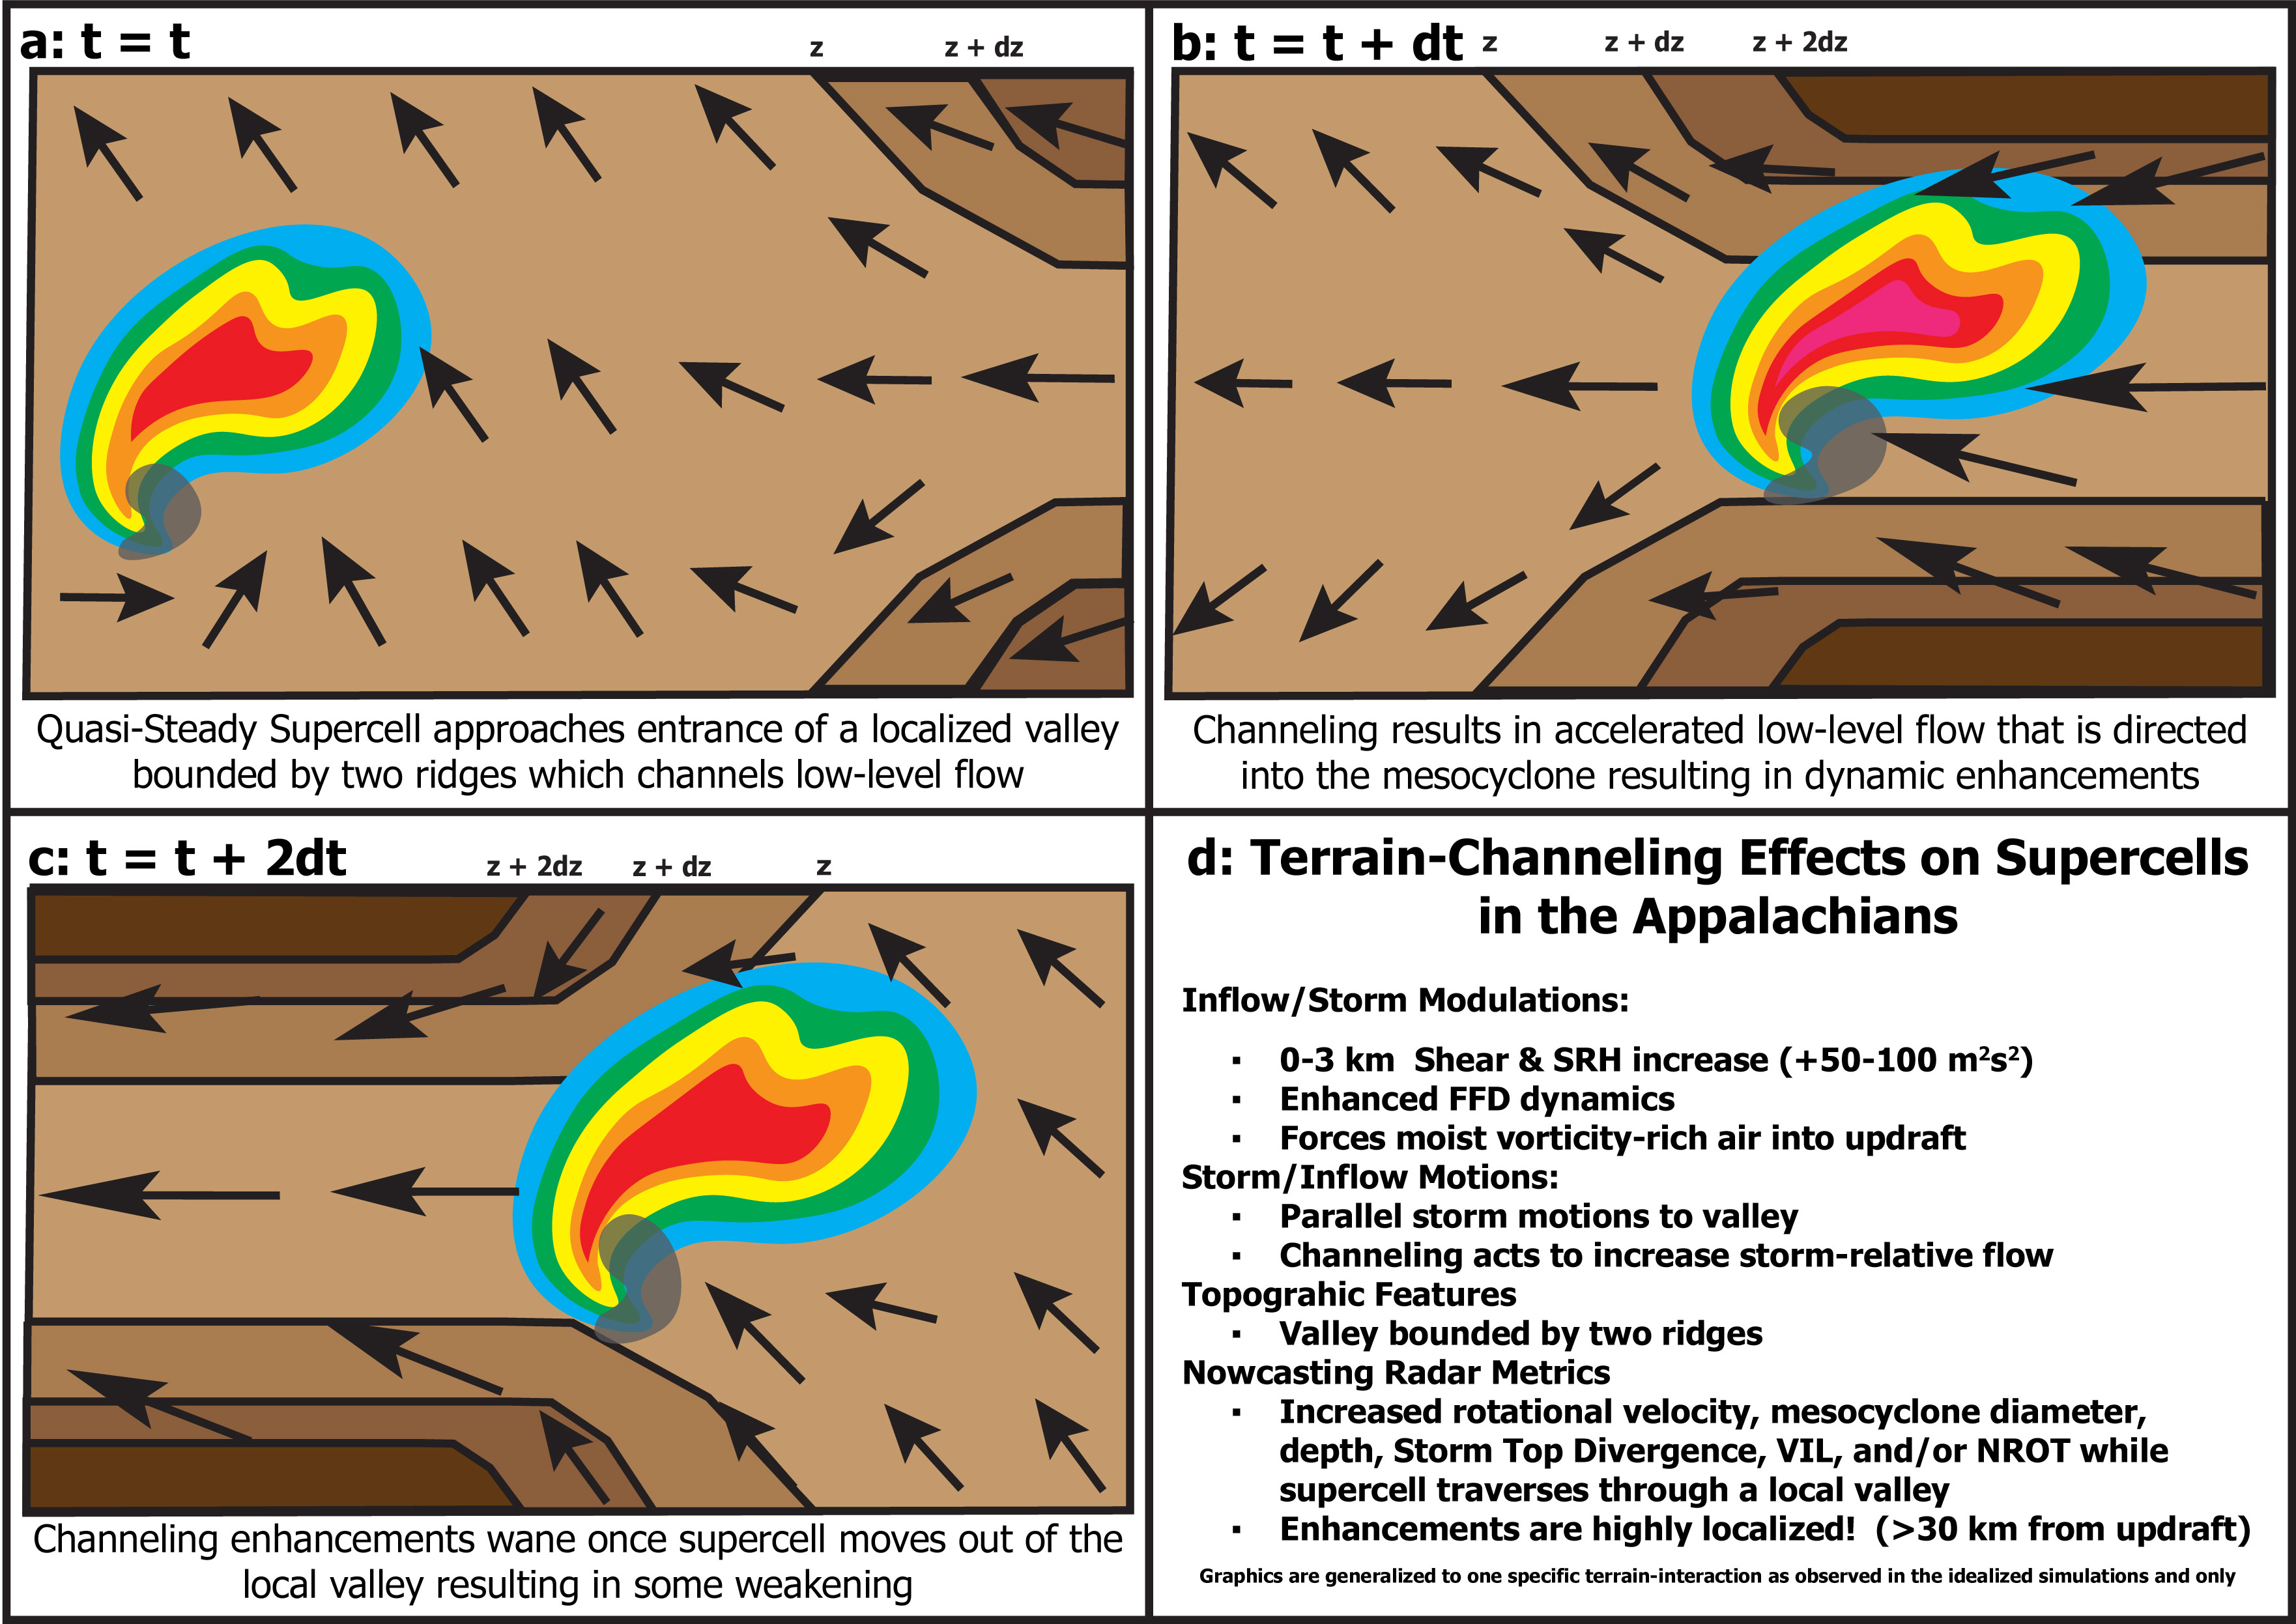 a: t = t
z
z + dz
b: t = t + dt
z
z + dz
z + 2dz
Quasi-Steady Supercell approaches entrance of a localized valley
bounded by two ridges which channels low-level flow
Channeling results in accelerated low-level flow that is directed
into the mesocyclone resulting in dynamic enhancements
c: t = t + 2dt
z + 2dz
z + dz
z
Channeling enhancements wane once supercell moves out of the
local valley resulting in some weakening
d: Terrain-Channeling Effects on Supercells
in the Appalachians
Inflow/Storm Modulations:
▪ 0-3 km Shear & SRH increase (+50-100 m²s²)
▪ Enhanced FFD dynamics
▪ Forces moist vorticity-rich air into updraft
Storm/Inflow Motions:
▪ Parallel storm motions to valley
▪ Channeling acts to increase storm-relative flow
Topograhic Features
▪ Valley bounded by two ridges
Nowcasting Radar Metrics
▪ Increased rotational velocity, mesocyclone diameter,
depth, Storm Top Divergence, VIL, and/or NROT while
supercell traverses through a local valley
▪ Enhancements are highly localized! (>30 km from updraft)
Graphics are generalized to one specific terrain-interaction as observed in the idealized simulations and only